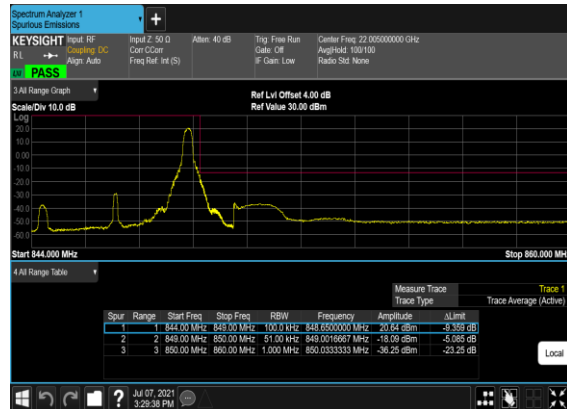 Spectrum Analyzer 1
Spurious Emissions
+
KEYSIGHT Input: RF Input Z: 50 Ω Atten: 40 dB Trig: Free Run Center Freq: 22.005000000 GHz
RL Coupling: DC Corr CCorr Gate: Off Avg|Hold: 100/100
Align: Auto Freq Ref: Int (S) IF Gain: Low Radio Std: None
PASS
3 All Range Graph
Ref Lvl Offset 4.00 dB
Scale/Div 10.0 dB Ref Value 30.00 dBm
Log
20.0
10.0
0.00
-10.0
-20.0
-30.0
-40.0
-50.0
-60.0
Start 844.000 MHz Stop 860.000 MH
4 All Range Table
Measure Trace Trace 1
Trace Type Trace Average (Active)
Spur Range Start Freq Stop Freq RBW Frequency Amplitude ΔLimit
1 1 844.00 MHz 849.00 MHz 100.0 kHz 848.6500000 MHz 20.64 dBm -9.359 dB
2 2 849.00 MHz 850.00 MHz 51.00 kHz 849.0016667 MHz -18.09 dBm -5.085 dB
3 3 850.00 MHz 860.00 MHz 1.000 MHz 850.0333333 MHz -36.25 dBm -23.25 dB
Local
? Jul 07, 2021
3:29:38 PM